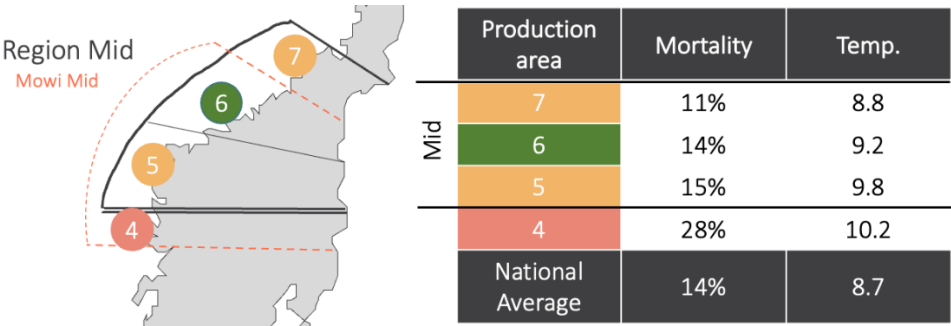 Region Mid
Mowi Mid
7
6
5
4
Production area Mortality Temp.
Mid
7 11% 8.8
6 14% 9.2
5 15% 9.8
4 28% 10.2
National Average 14% 8.7